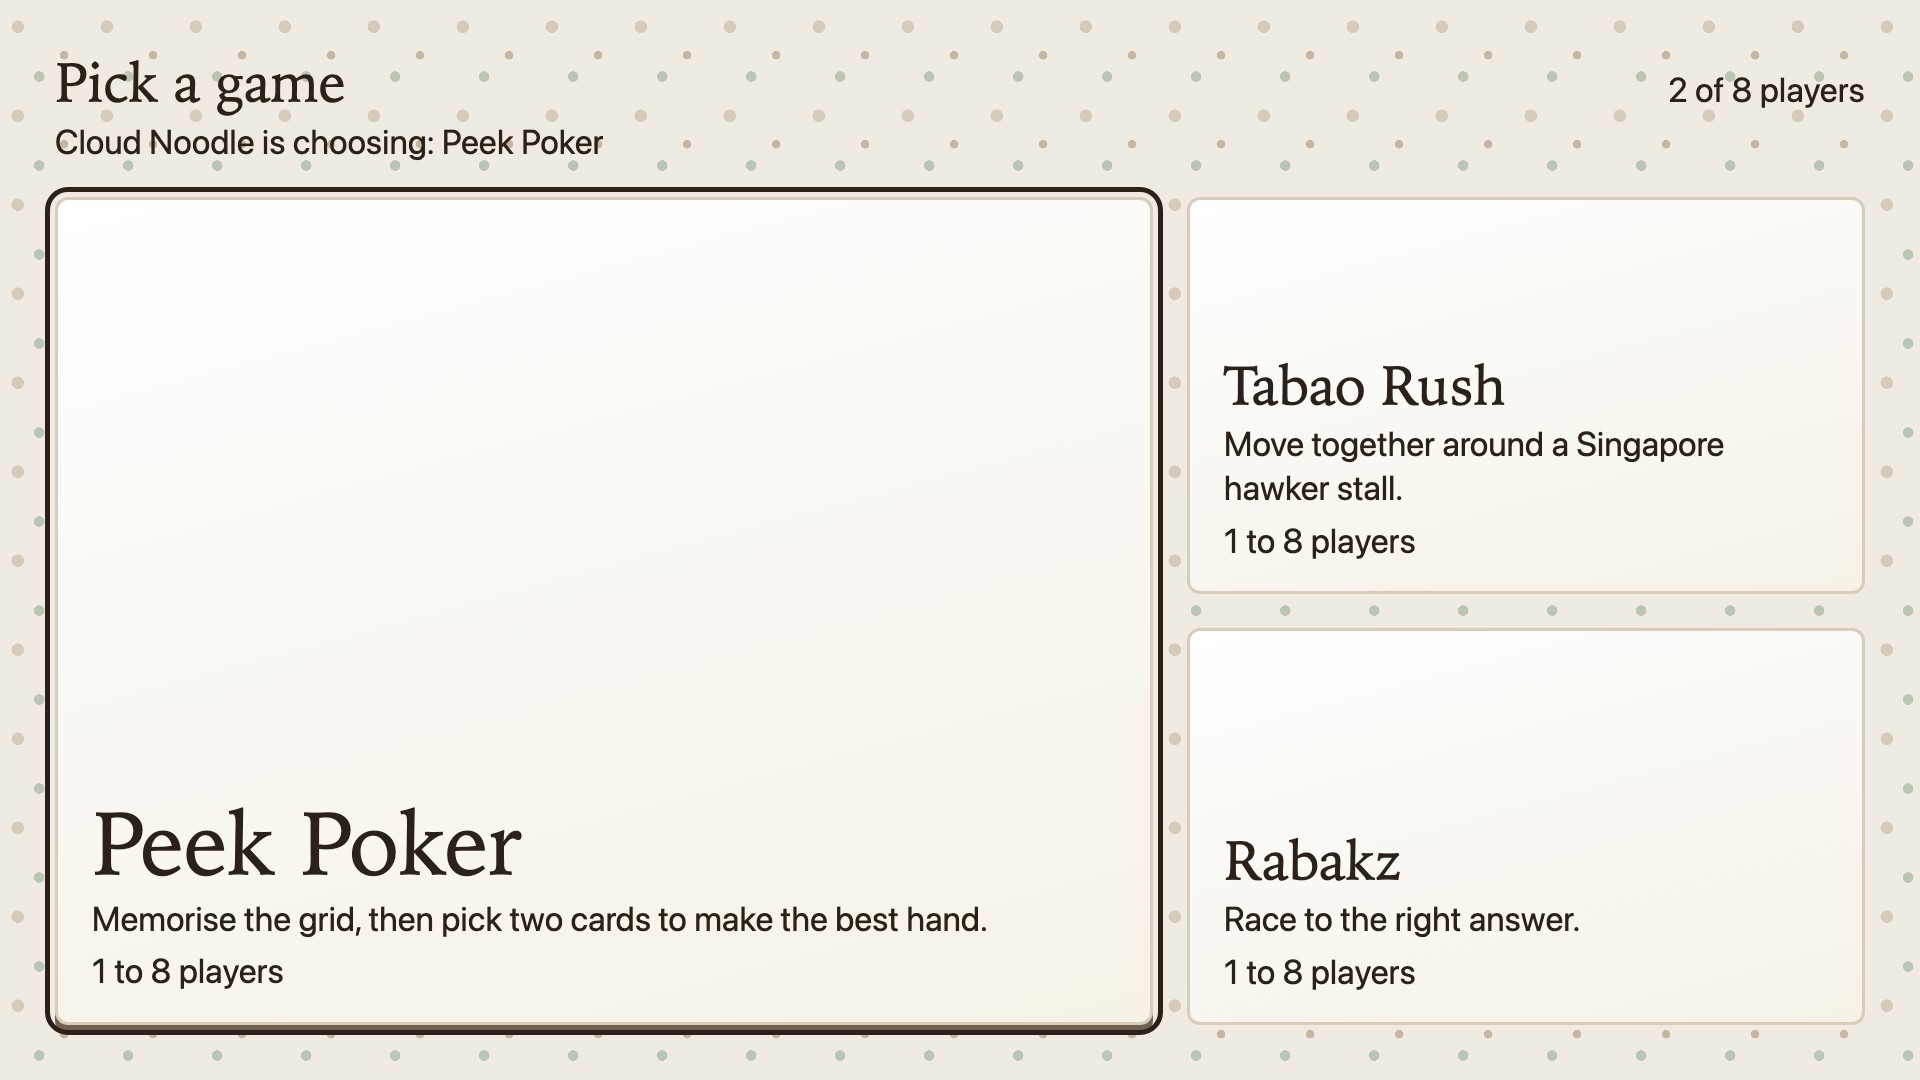 Pick a game
2 of 8 players
Cloud Noodle is choosing: Peek Poker
Peek Poker
Memorise the grid, then pick two cards to make the best hand.
1 to 8 players
Tabao Rush
Move together around a Singapore
hawker stall.
1 to 8 players
Rabakz
Race to the right answer.
1 to 8 players